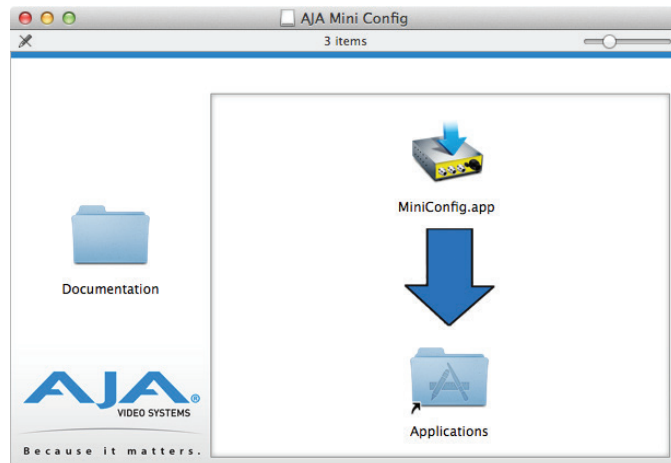 AJA Mini Config
3 items
MiniConfig.app
Documentation
Applications
AJA®
VIDEO SYSTEMS
Because it matters.